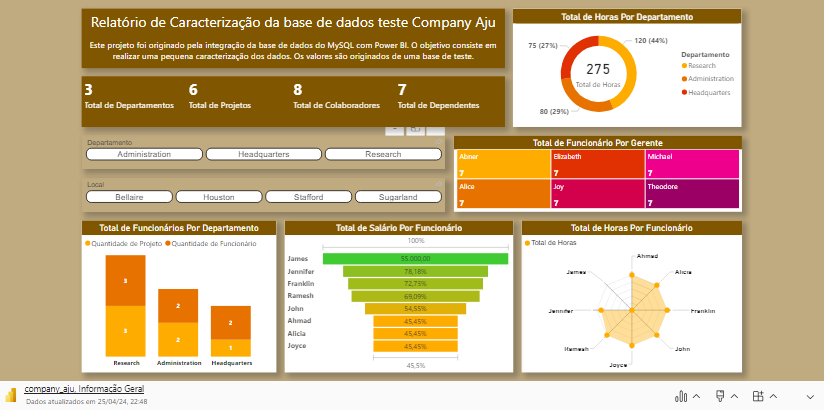 Relatório de Caracterização da base de dados teste Company Aju
Este projeto foi originado pela integração da base de dados do MySQL com Power BI. O objetivo consiste em
realizar uma pequena caracterização dos dados. Os valores são originados de uma base de teste.
3
Total de Departamentos
6
Total de Projetos
8
Total de Colaboradores
7
Total de Dependentes
Total de Horas Por Departamento
75 (27%)
120 (44%)
80 (29%)
275
Total de Horas
Departamento
Research
Administration
Headquarters
Departamento
Administration
Headquarters
Research
Local
Bellaire
Houston
Stafford
Sugarland
Total de Funcionário Por Gerente
Abner
7
Elizabeth
7
Michael
7
Alice
7
Joy
7
Theodore
7
Total de Funcionários Por Departamento
Quantidade de Projeto
Quantidade de Funcionário
3
3
2
2
2
1
Research
Administration
Headquarters
Total de Salário Por Funcionário
100%
James
55.000,00
Jennifer
78,18%
Franklin
72,73%
Ramesh
69,09%
John
54,55%
Ahmad
45,45%
Alicia
45,45%
Joyce
45,45%
45,5%
Total de Horas Por Funcionário
Total de Horas
Ahmad
Alicia
Franklin
John
Joyce
Ramesh
Jennifer
James
company_aju, Informação Geral
Dados atualizados em 25/04/24, 22:48